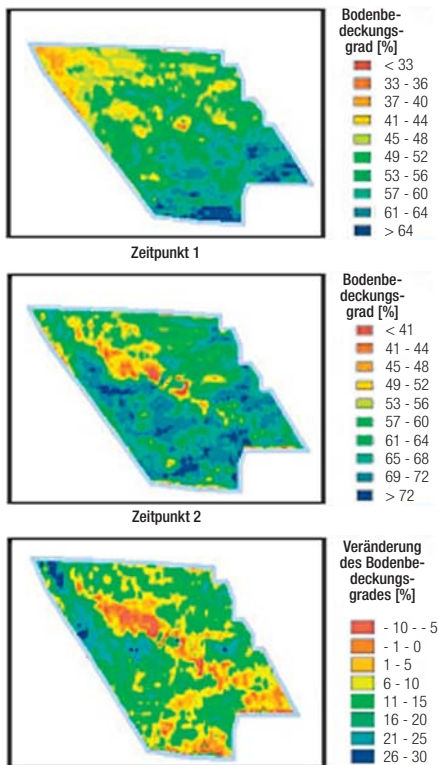 Bodenbe-
deckungs-
grad [%]
< 33
33 - 36
37 - 40
41 - 44
45 - 48
49 - 52
53 - 56
57 - 60
61 - 64
> 64
Zeitpunkt 1
Bodenbe-
deckungs-
grad [%]
< 41
41 - 44
45 - 48
49 - 52
53 - 56
57 - 60
61 - 64
65 - 68
69 - 72
> 72
Zeitpunkt 2
Veränderung
des Bodenbe-
deckungs-
grades [%]
- 10 - - 5
- 1 - 0
1 - 5
6 - 10
11 - 15
16 - 20
21 - 25
26 - 30